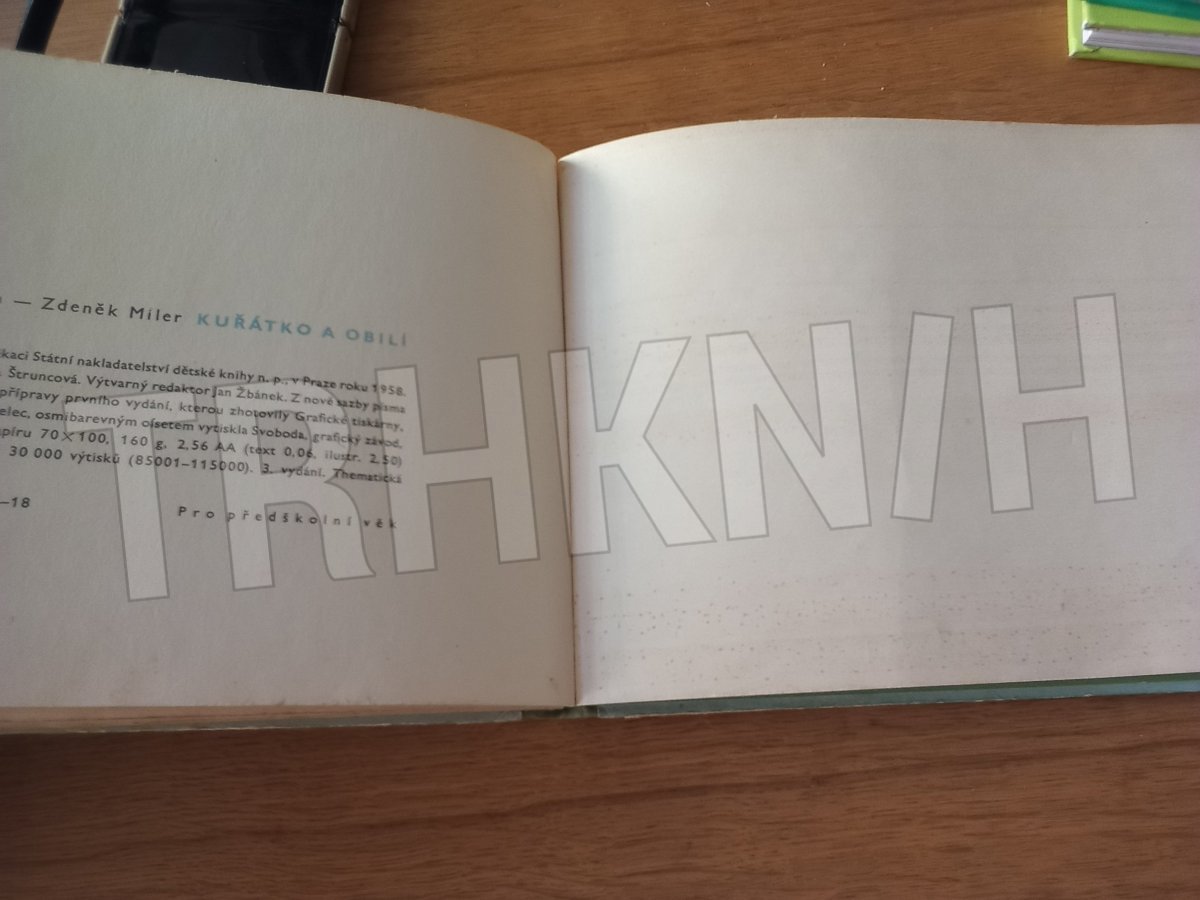 — Zdeněk Miler KUŘÁTKO A OBILÍ
kaci Státní nakladatelství dětské knihy n. p., v Praze roku 1958.
Štruncová. Výtvarný redaktor Jan Žbánek. Z nové sazby písma
přípravy prvního vydání, kterou zhotovily Grafické tiskárny,
elec, osmibarevným ofsetem vytiskla Svoboda, grafický závod,
píru 70×100, 160 g, 2,56 AA (text 0,06, ilustr. 2,50)
30 000 výtisků (85001–115000). 3. vydání. Thematická
–18 Pro předškolní věk
TRHKNIH